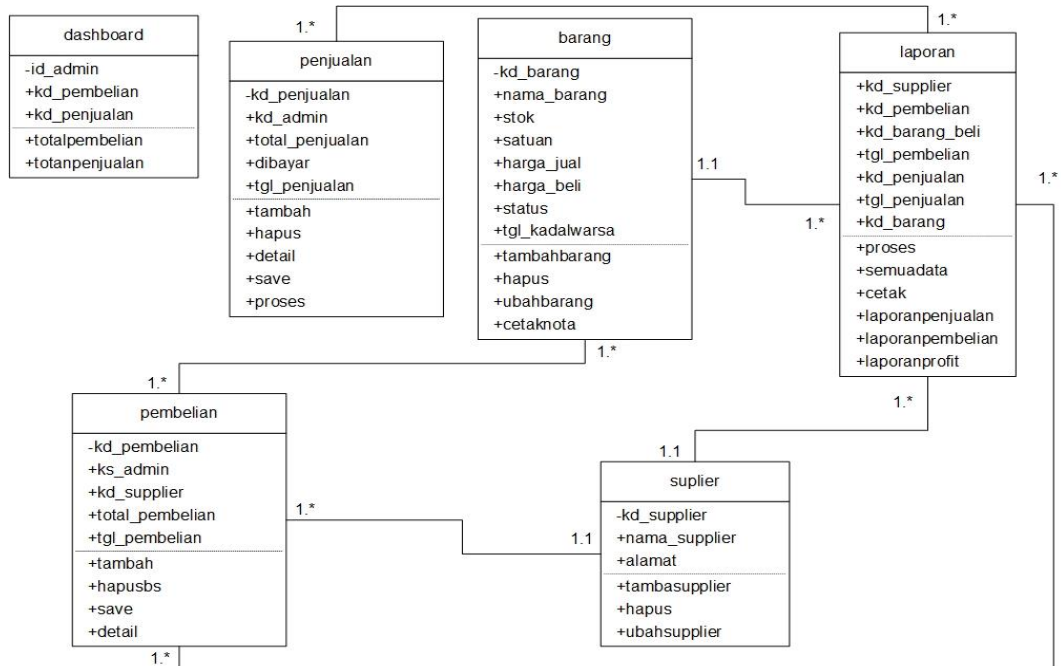 dashboard
-id_admin
+kd_pembelian
+kd_penjualan
+totalpembelian
+totanpenjualan
1.*
penjualan
-kd_penjualan
+kd_admin
+total_penjualan
+dibayar
+tgl_penjualan
+tambah
+hapus
+detail
+save
+proses
barang
-kd_barang
+nama_barang
+stok
+satuan
+harga_jual
+harga_beli
+status
+tgl_kadalwarsa
+tambahbarang
+hapus
+ubahbarang
+cetaknota
1.1
1.*
1.*
1.*
laporan
+kd_supplier
+kd_pembelian
+kd_barang_beli
+tgl_pembelian
+kd_penjualan
+tgl_penjualan
+kd_barang
+proses
+semuadata
+cetak
+laporanpenjualan
+laporanpembelian
+laporanprofit
1.*
1.*
1.*
pembelian
-kd_pembelian
+ks_admin
+kd_supplier
+total_pembelian
+tgl_pembelian
+tambah
+hapusbs
+save
+detail
1.*
1.*
1.1
1.1
suplier
-kd_supplier
+nama_supplier
+alamat
+tambasupplier
+hapus
+ubahsupplier